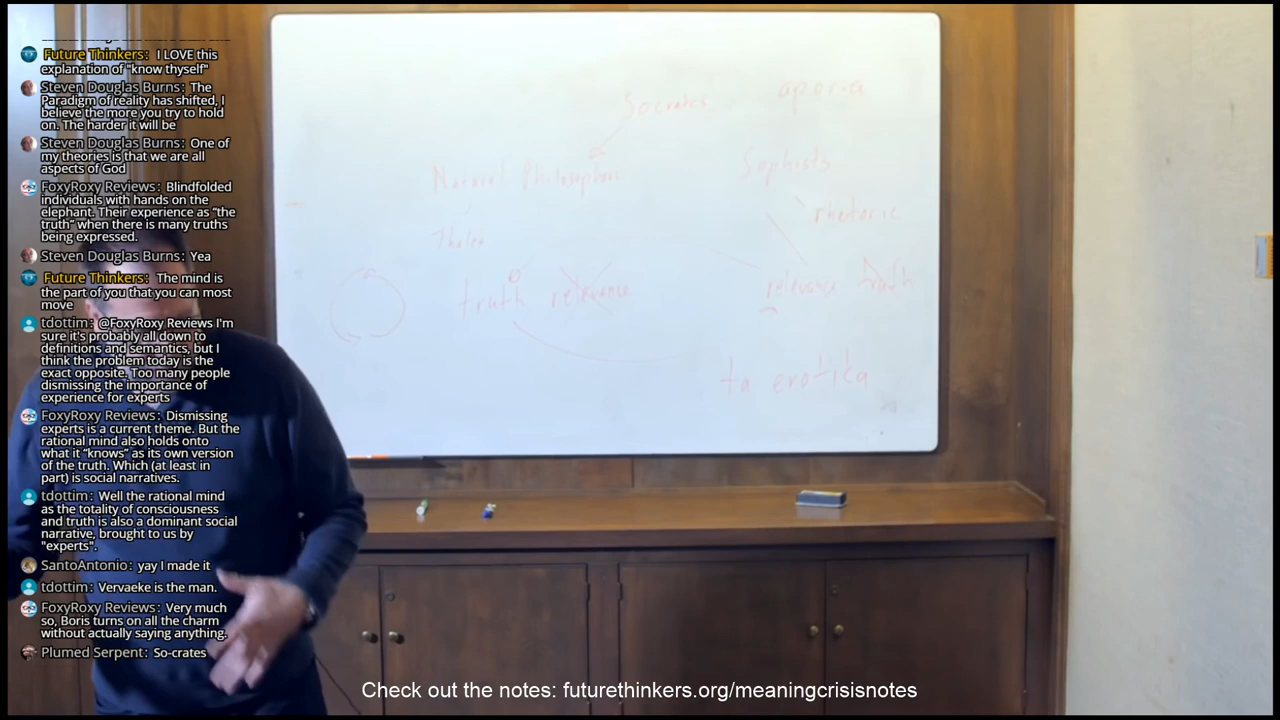 Future Thinkers: I LOVE this
explanation of "know thyself"
Steven Douglas Burns: The
Paradigm of reality has shifted, I
believe the more you try to hold
on. The harder it will be
Steven Douglas Burns: One of
my theories is that we are all
aspects of God
FoxyRoxy Reviews: Blindfolded
individuals with hands on the
elephant. Their experience as "the
truth" when there is many truths
being expressed.
Steven Douglas Burns: Yea
Future Thinkers: The mind is
the part of you that you can most
move
tdottim: @FoxyRoxy Reviews I'm
sure it's probably all down to
definitions and semantics, but I
think the problem today is the
exact opposite. Too many people
dismissing the importance of
experience for experts
FoxyRoxy Reviews: Dismissing
experts is a current theme. But the
rational mind also holds onto
what it "knows" as its own version
of the truth. Which (at least in
part) is social narratives.
tdottim: Well the rational mind
as the totality of consciousness
and truth is also a dominant social
narrative, brought to us by
"experts".
SantoAntonio: yay I made it
tdottim: Vervaeke is the man.
FoxyRoxy Reviews: Very much
so, Boris turns on all the charm
without actually saying anything.
Plumed Serpent: So-crates
Socrates aporia
Natural Philosophers Sophists
rhetoric
Thales
truth relevance relevance truth
ta erotika
Check out the notes: futurethinkers.org/meaningcrisisnotes